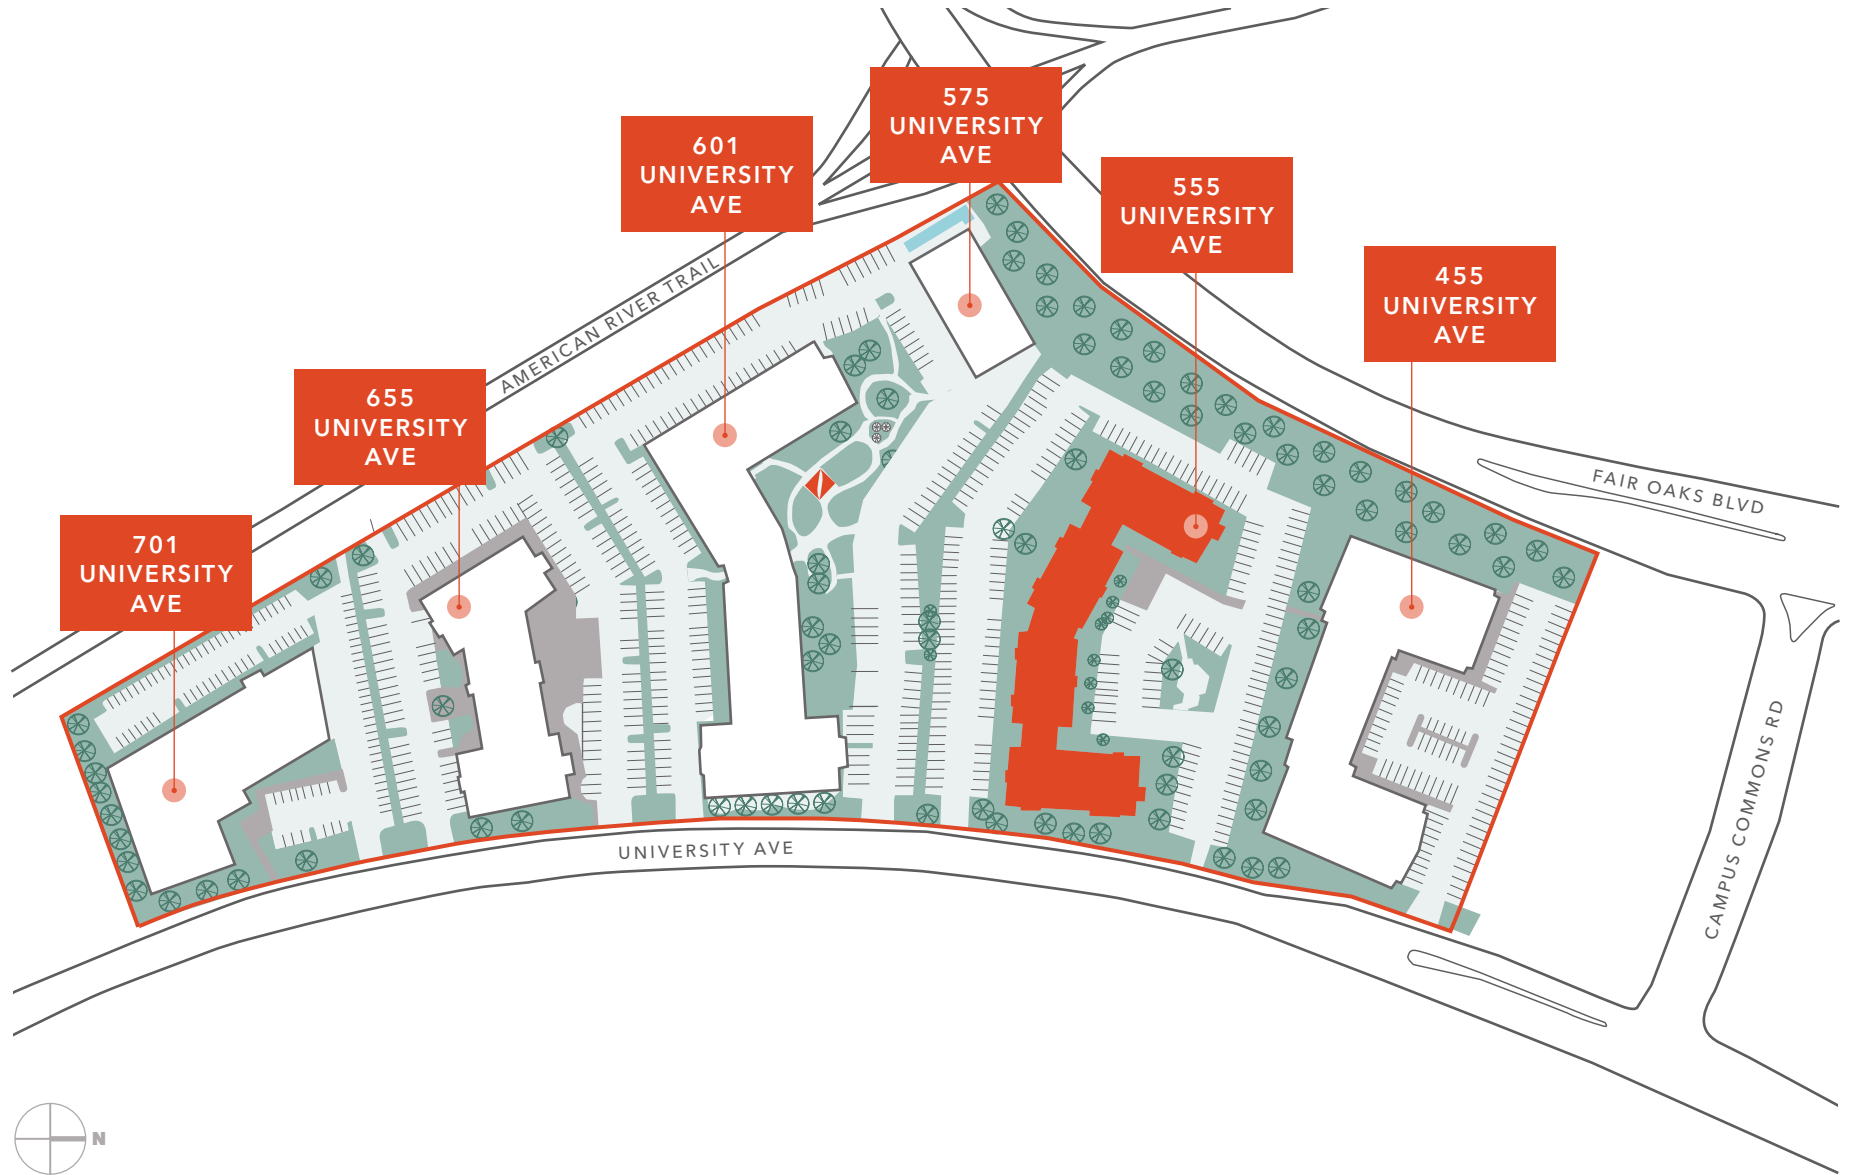 575
UNIVERSITY
AVE
601
UNIVERSITY
AVE
555
UNIVERSITY
AVE
455
UNIVERSITY
AVE
655
UNIVERSITY
AVE
701
UNIVERSITY
AVE
AMERICAN RIVER TRAIL
FAIR OAKS BLVD
CAMPUS COMMONS RD
UNIVERSITY AVE
N